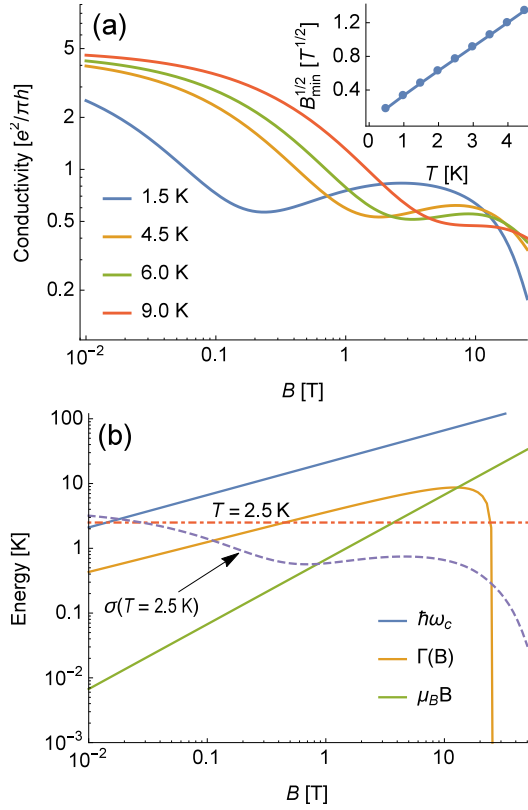 (a)
5
2
1
0.5
0.2
Conductivity [e²/πh]
1.5 K
4.5 K
6.0 K
9.0 K
10⁻² 0.1 1 10
B [T]
B_min^1/2 [T^1/2]
1.2
0.8
0.4
0 1 2 3 4
T [K]
(b)
100
10
1
0.1
10⁻²
10⁻³
Energy [K]
T = 2.5 K
σ(T = 2.5 K)
ℏω_c
Γ(B)
μ_B B
10⁻² 0.1 1 10
B [T]